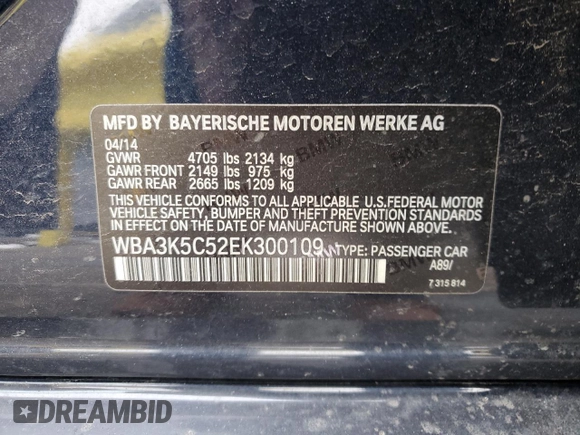 MFD BY BAYERISCHE MOTOREN WERKE AG
04/14
GVWR 4705 lbs 2134 kg
GAWR FRONT 2149 lbs 975 kg
GAWR REAR 2665 lbs 1209 kg
THIS VEHICLE CONFORMS TO ALL APPLICABLE U.S.FEDERAL MOTOR
VEHICLE SAFETY, BUMPER AND THEFT PREVENTION STANDARDS
IN EFFECT ON THE DATE OF MANUFACTURE SHOWN ABOVE.
WBA3K5C52EK300109 TYPE: PASSENGER CAR
A89/
7 315 814
DREAMBID